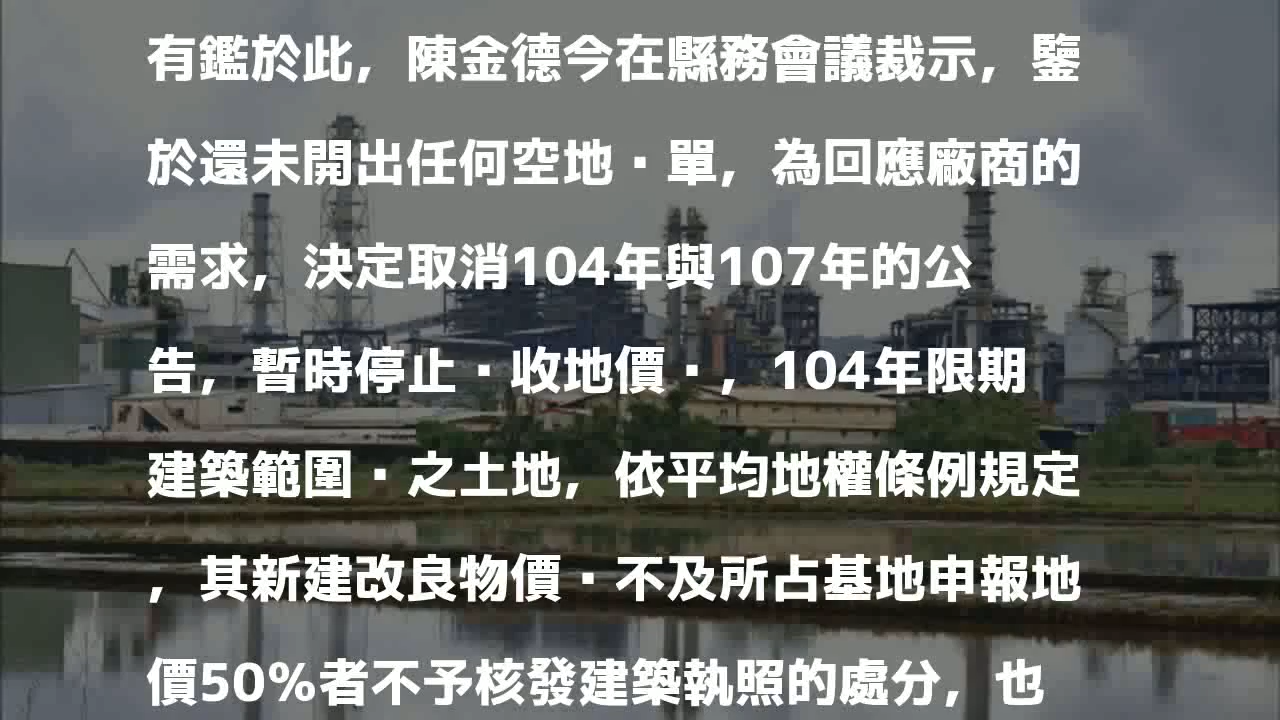 有鑑於此，陳金德今在縣務會議裁示，鑒
於還未開出任何空地·單，為回應廠商的
需求，決定取消104年與107年的公
告，暫時停止·收地價·，104年限期
建築範圍·之土地，依平均地權條例規定
，其新建改良物價·不及所占基地申報地
價50%者不予核發建築執照的處分，也